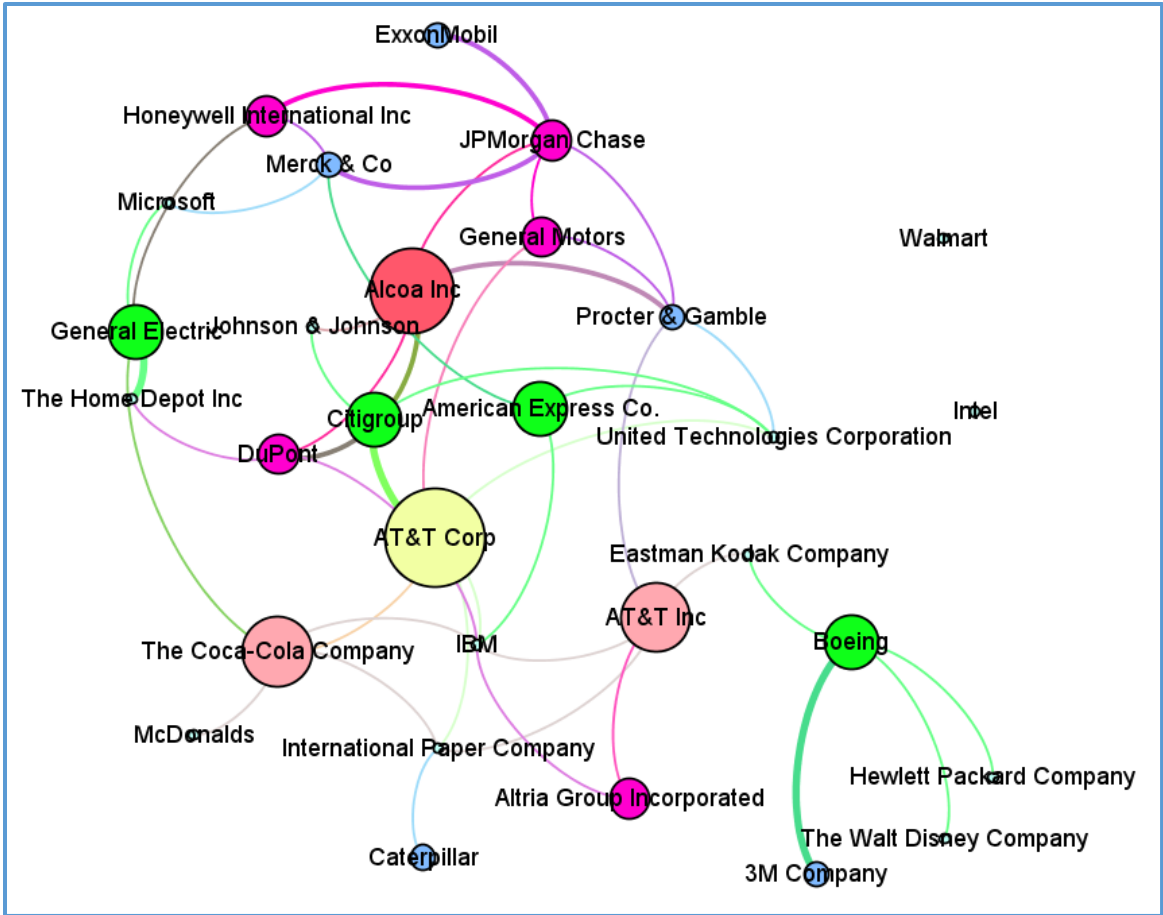 ExxonMobil
Honeywell International Inc
JPMorgan Chase
Merck & Co
Microsoft
General Motors
Walmart
Alcoa Inc
Procter & Gamble
Johnson & Johnson
General Electric
The Home Depot Inc
American Express Co.
Intel
Citigroup
United Technologies Corporation
DuPont
AT&T Corp
Eastman Kodak Company
AT&T Inc
Boeing
IBM
The Coca-Cola Company
McDonalds
International Paper Company
Hewlett Packard Company
Altria Group Incorporated
The Walt Disney Company
Caterpillar
3M Company